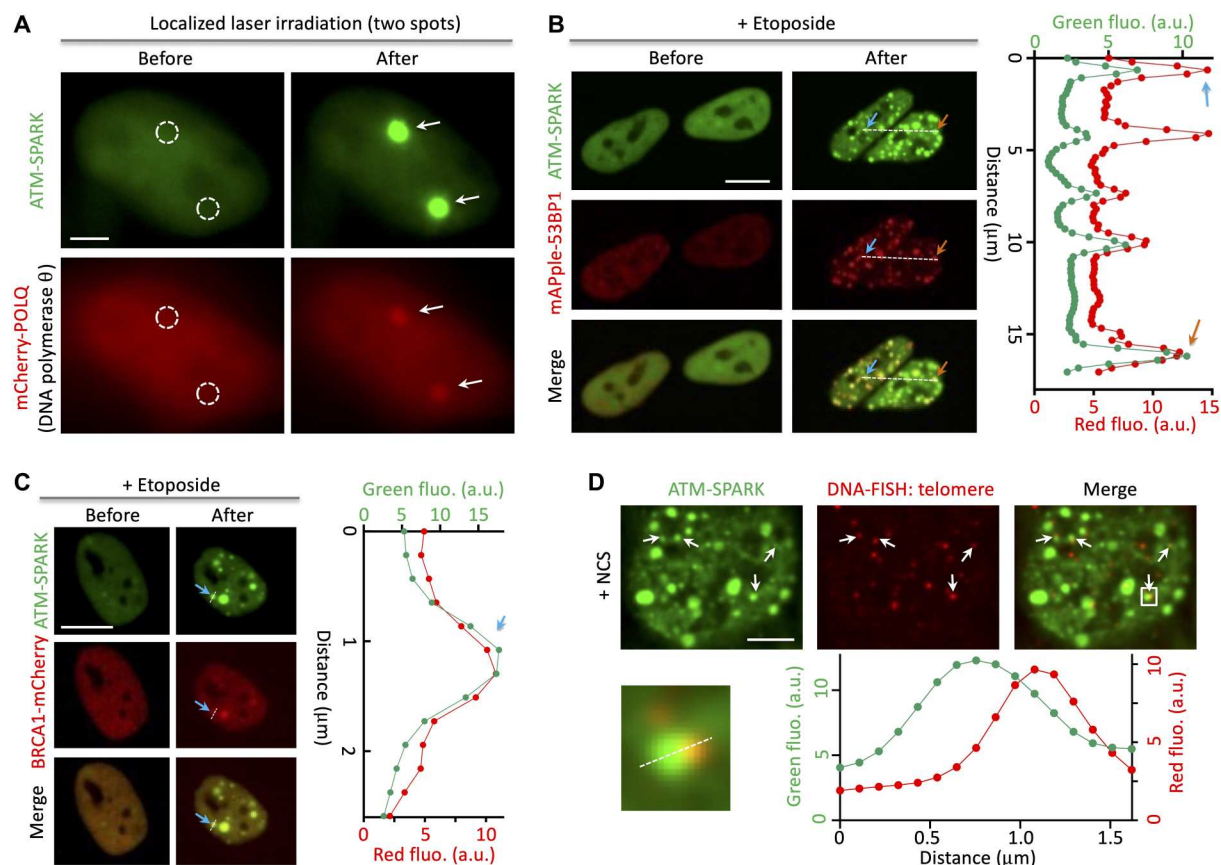 A
Localized laser irradiation (two spots)
Before After
ATM-SPARK
mCherry-POLQ
(DNA polymerase θ)
B
+ Etoposide
Before After
ATM-SPARK
mAPple-53BP1
Merge
Green fluo. (a.u.)
0 5 10
0
5
10
15
Distance
[μm)
0 5 10 15
Red fluo. (a.u.)
C
+ Etoposide
Before After
ATM-SPARK
BRCA1-mCherry
Merge
Green fluo. (a.u.)
0 5 10 15
0
1
2
Distance (μm)
0 5 10
Red fluo. (a.u.)
D
ATM-SPARK DNA-FISH: telomere Merge
+ NCS
Green fluo. (a.u.)
10
5
0
Red fluo. (a.u.)
10
5
0
0 0.5 1.0 1.5
Distance (μm)